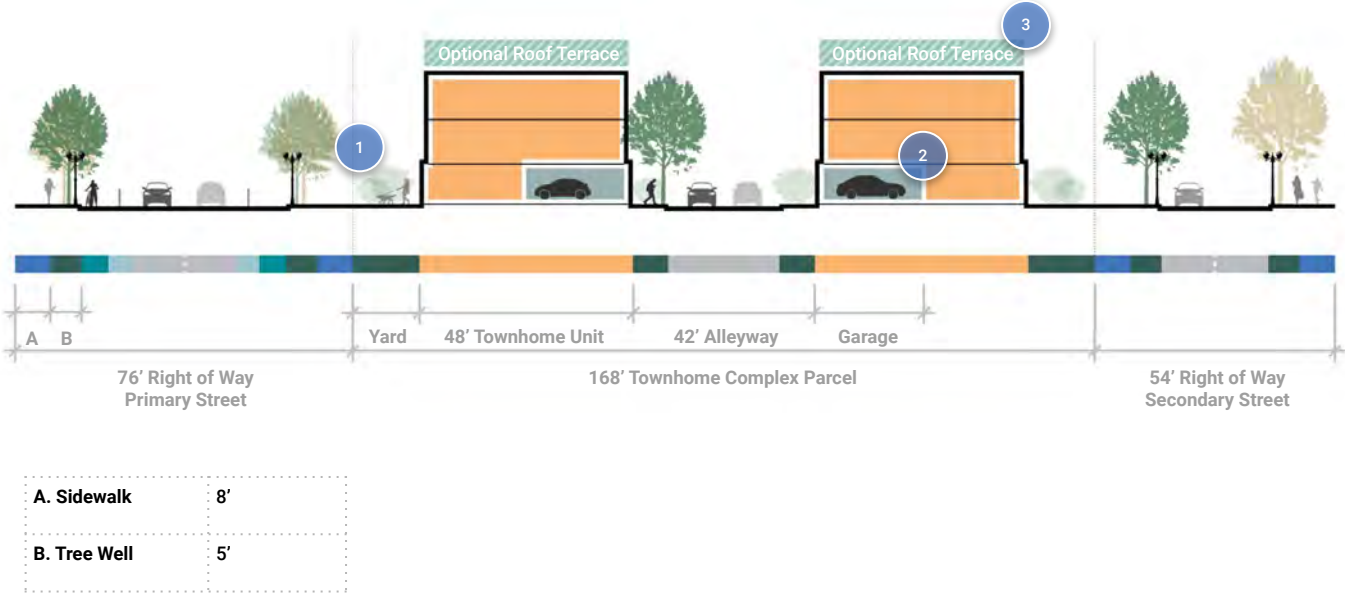 3
Optional Roof Terrace
Optional Roof Terrace
1
2
A
B
Yard
48’ Townhome Unit
42’ Alleyway
Garage
76’ Right of Way
Primary Street
168’ Townhome Complex Parcel
54’ Right of Way
Secondary Street
A. Sidewalk
8’
B. Tree Well
5’